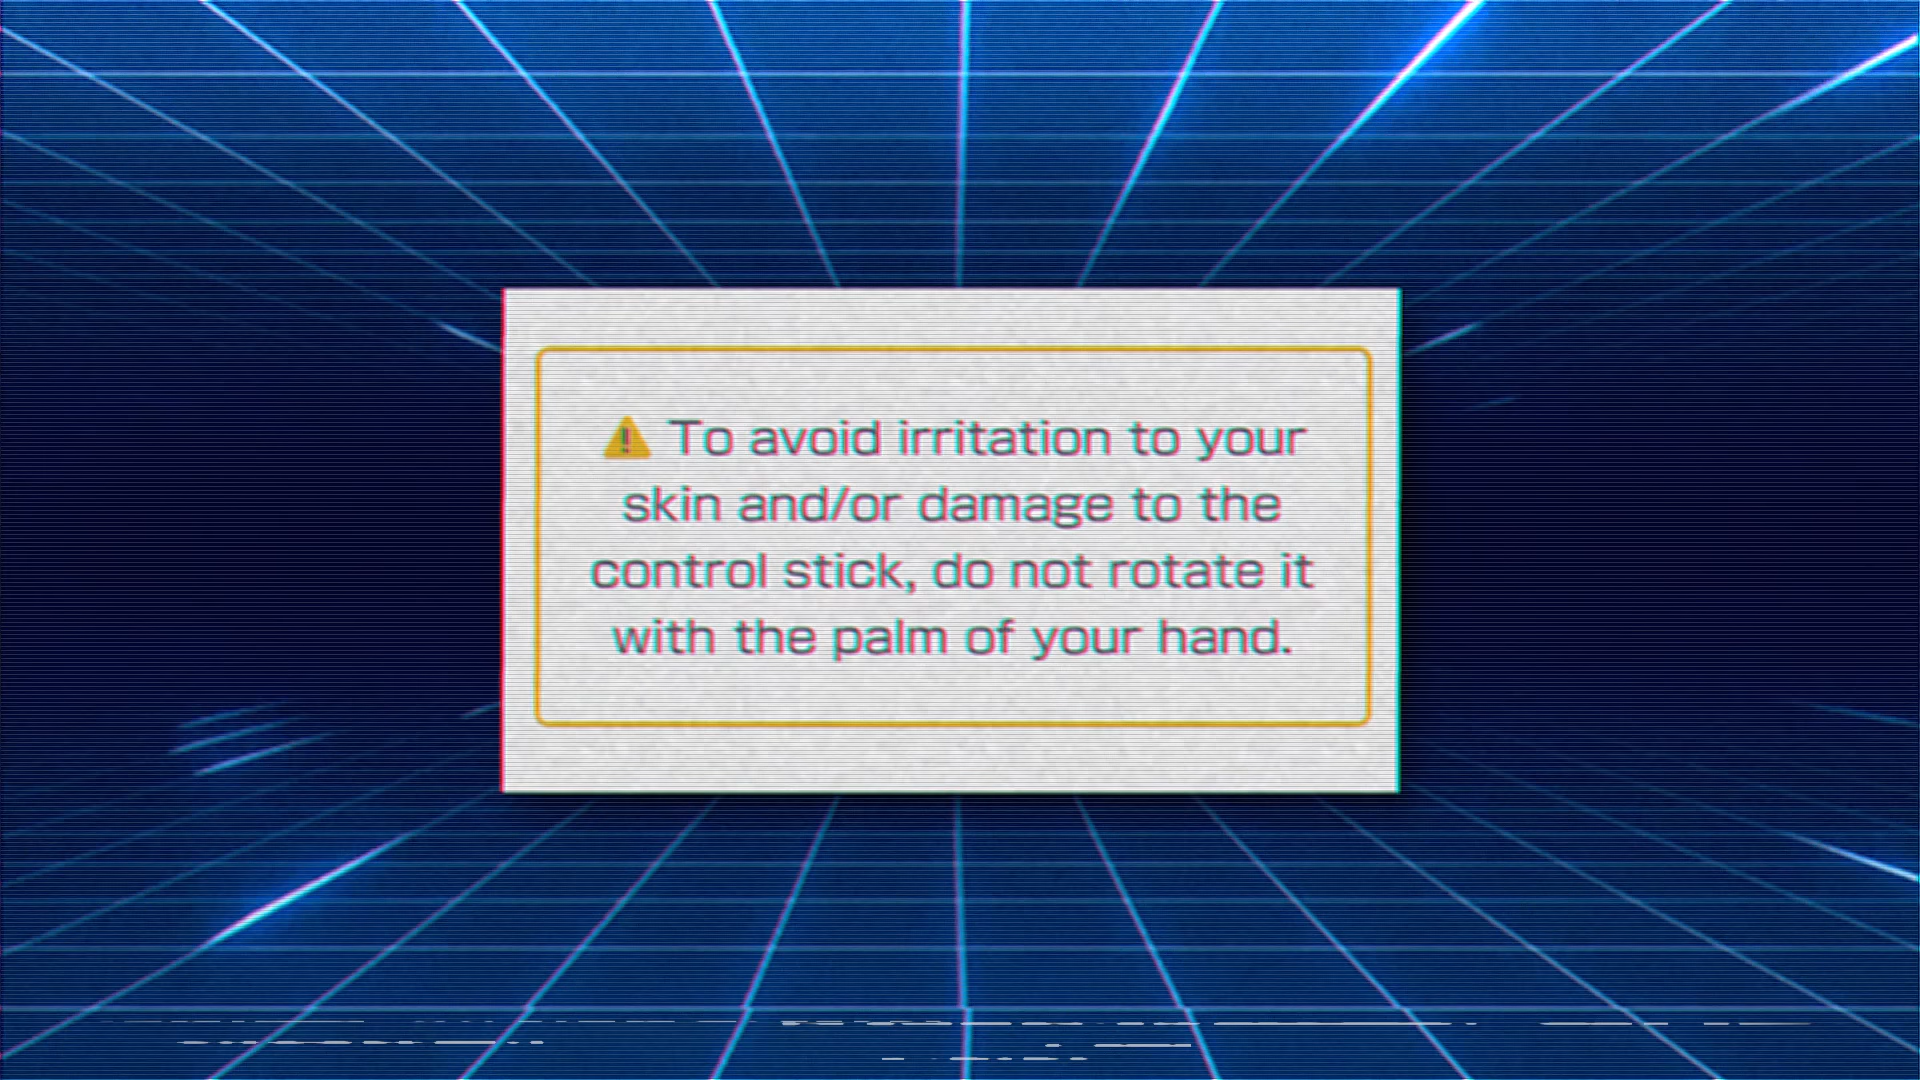 To avoid irritation to your
skin and/or damage to the
control stick, do not rotate it
with the palm of your hand.